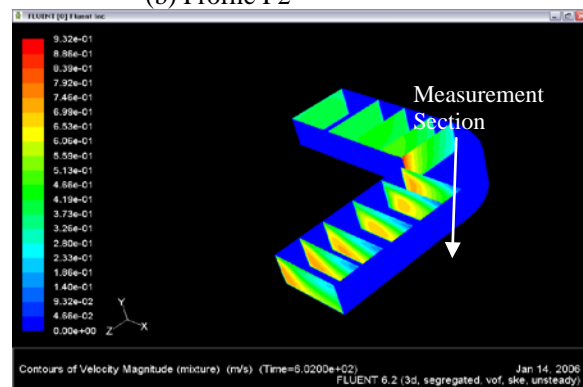 (b) Profile P2
FLUENT [0] Fluent Inc
9.32e-01
8.86e-01
8.39e-01
7.92e-01
7.46e-01
6.99e-01
6.53e-01
6.06e-01
5.59e-01
5.13e-01
4.66e-01
4.19e-01
3.73e-01
3.26e-01
2.80e-01
2.33e-01
1.86e-01
1.40e-01
9.32e-02
4.66e-02
0.00e+00
Measurement
Section
Y
Z
X
Contours of Velocity Magnitude (mixture) (m/s) (Time=6.0200e+02)
Jan 14, 2006
FLUENT 6.2 (3d, segregated, vof, ske, unsteady)